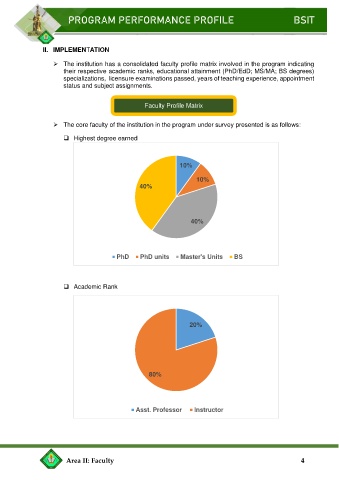 PROGRAM PERFORMANCE PROFILE BSIT
II. IMPLEMENTATION
➢ The institution has a consolidated faculty profile matrix involved in the program indicating
their respective academic ranks, educational attainment (PhD/EdD; MS/MA; BS degrees)
specializations, licensure examinations passed, years of teaching experience, appointment
status and subject assignments.
Faculty Profile Matrix
➢ The core faculty of the institution in the program under survey presented is as follows:
❑ Highest degree earned
10%
10%
40%
40%
PhD PhD units Master's Units BS
❑ Academic Rank
20%
80%
Asst. Professor Instructor
Area II: Faculty 4